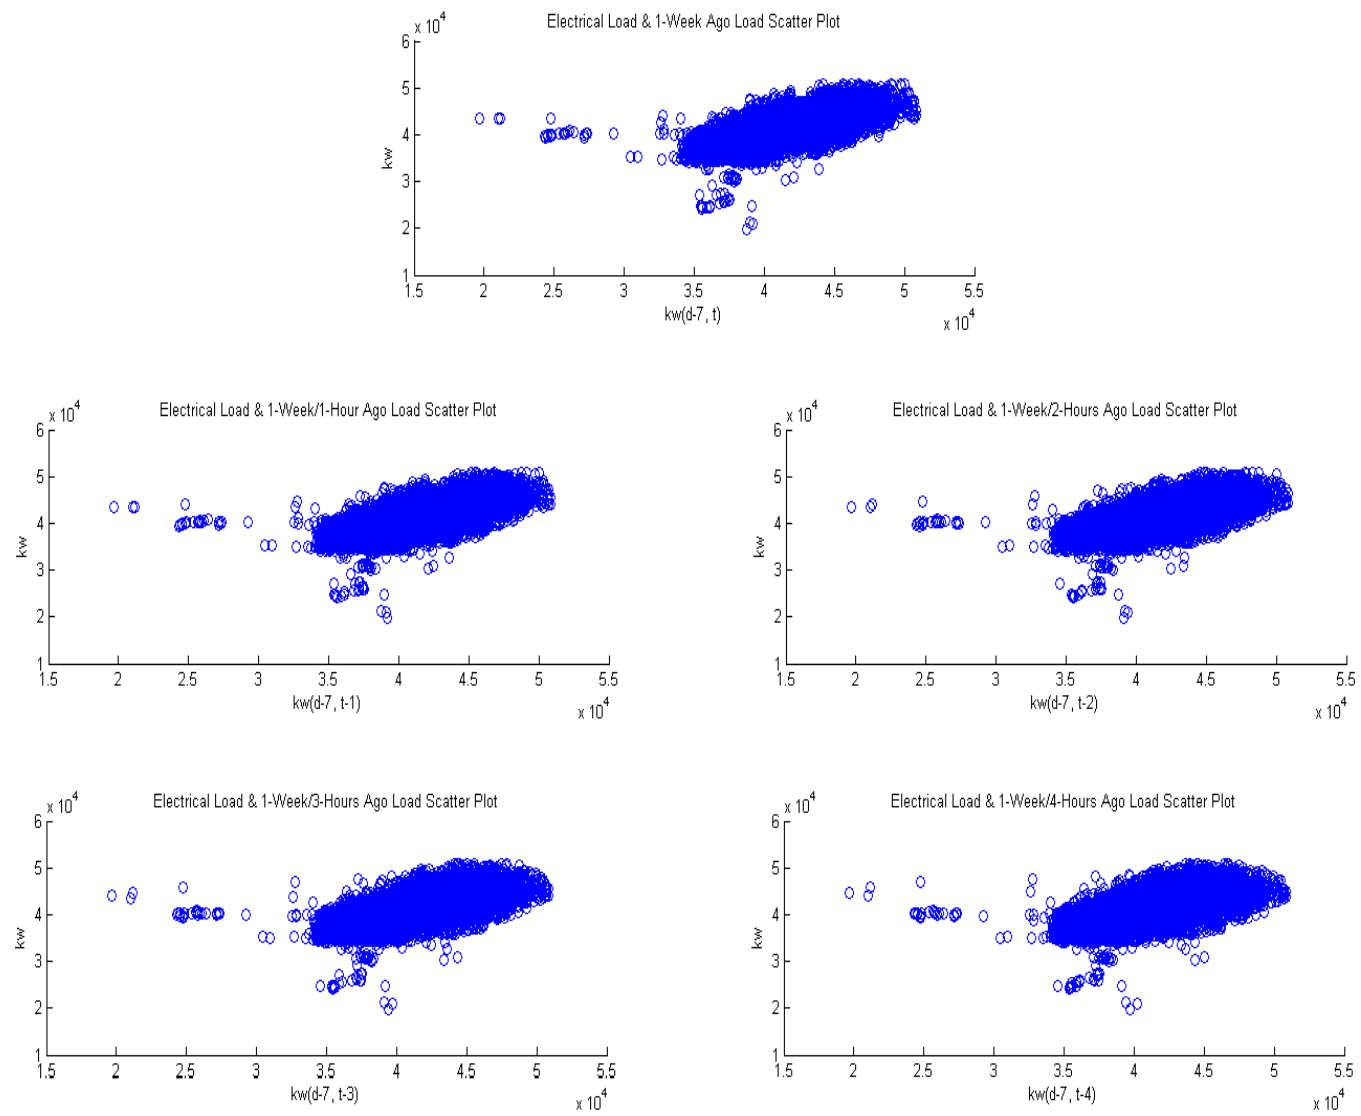 Electrical Load & 1-Week Ago Load Scatter Plot
x 10^4
6
5
4
3
2
1
kw
1.5 2 2.5 3 3.5 4 4.5 5 5.5
kw(d-7, t)
x 10^4
Electrical Load & 1-Week/1-Hour Ago Load Scatter Plot
x 10^4
6
5
4
3
2
1
kw
1.5 2 2.5 3 3.5 4 4.5 5 5.5
kw(d-7, t-1)
x 10^4
Electrical Load & 1-Week/2-Hours Ago Load Scatter Plot
x 10^4
6
5
4
3
2
1
kw
1.5 2 2.5 3 3.5 4 4.5 5 5.5
kw(d-7, t-2)
x 10^4
Electrical Load & 1-Week/3-Hours Ago Load Scatter Plot
x 10^4
6
5
4
3
2
1
kw
1.5 2 2.5 3 3.5 4 4.5 5 5.5
kw(d-7, t-3)
x 10^4
Electrical Load & 1-Week/4-Hours Ago Load Scatter Plot
x 10^4
6
5
4
3
2
1
kw
1.5 2 2.5 3 3.5 4 4.5 5 5.5
kw(d-7, t-4)
x 10^4